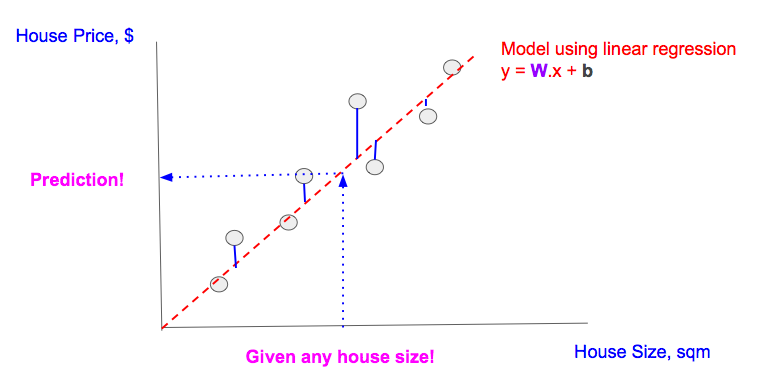 House Price, $
Model using linear regression
y = W.x + b
Prediction!
Given any house size!
House Size, sqm